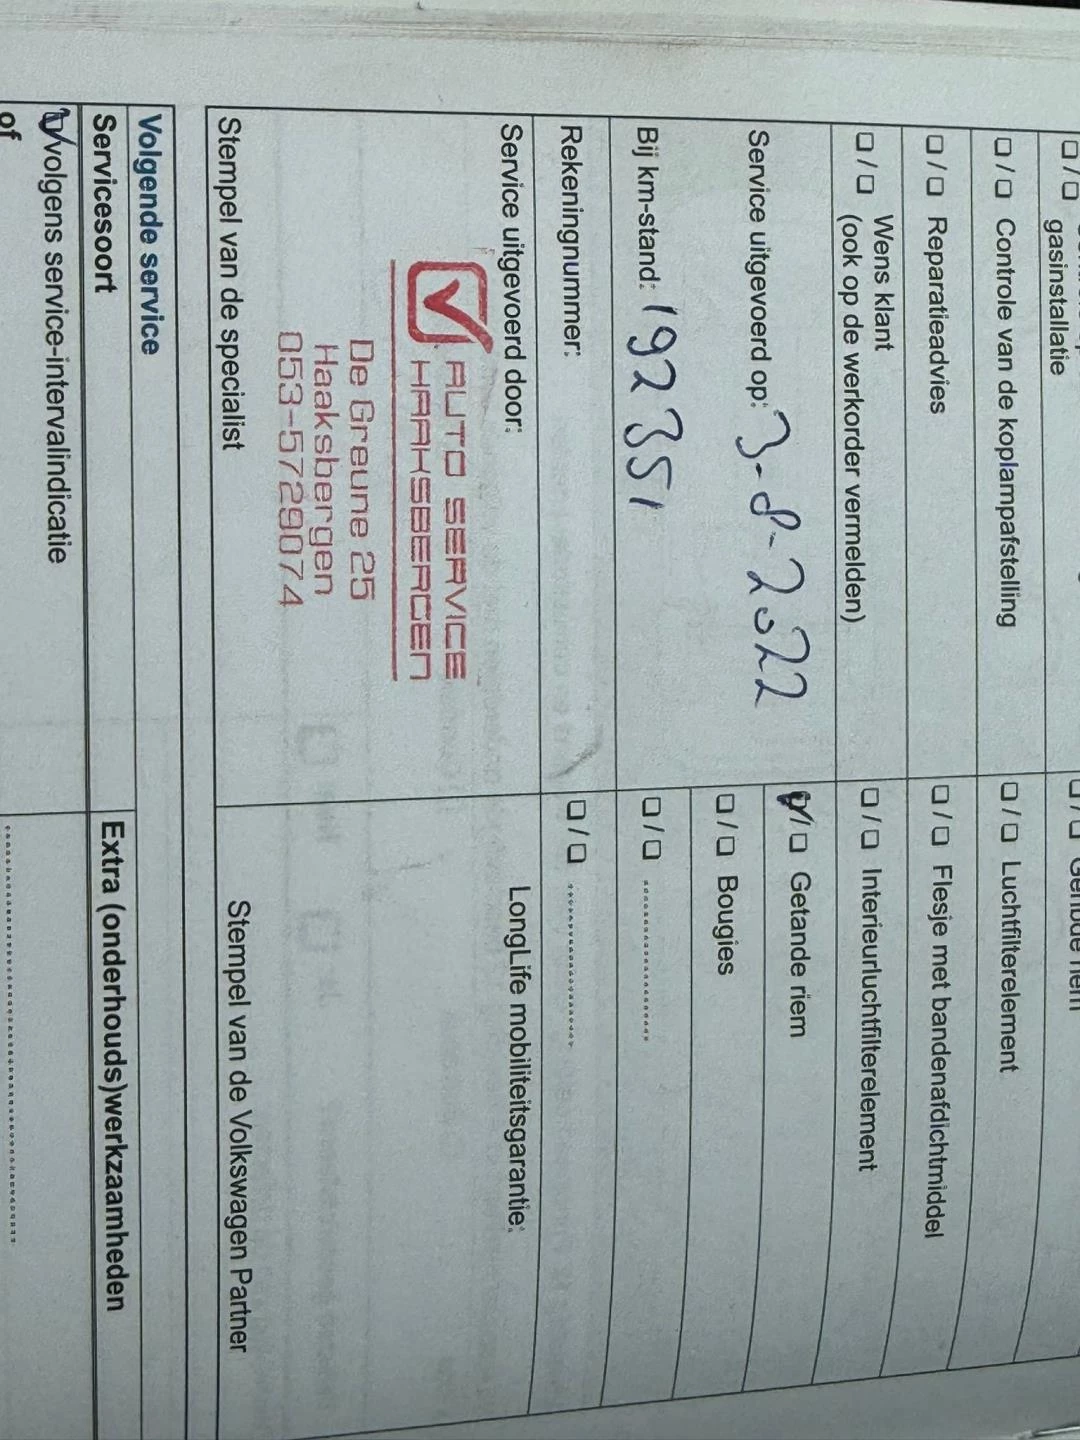 gasinstallatie
☐/☐ Controle van de koplampafstelling
☐/☐ Luchtfilterelement
☐/☐ Reparatieadvies
☐/☐ Flesje met bandenafdichtmiddel
☐/☐ Wens klant
(ook op de werkorder vermelden)
☐/☐ Interieurluchtfilterelement
Service uitgevoerd op: 3-8-2022
☑/☐ Getande riem
☐/☐ Bougies
Bij km-stand: 192351
☐/☐ ....................
Rekeningnummer:
☐/☐ ....................
Service uitgevoerd door:
LongLife mobiliteitsgarantie:
AUTO SERVICE
HAAKSBERGEN
De Greune 25
Haaksbergen
053-5729074
Stempel van de specialist
Stempel van de Volkswagen Partner
Volgende service
Servicesoort
Extra (onderhouds)werkzaamheden
☑ volgens service-intervalindicatie
of